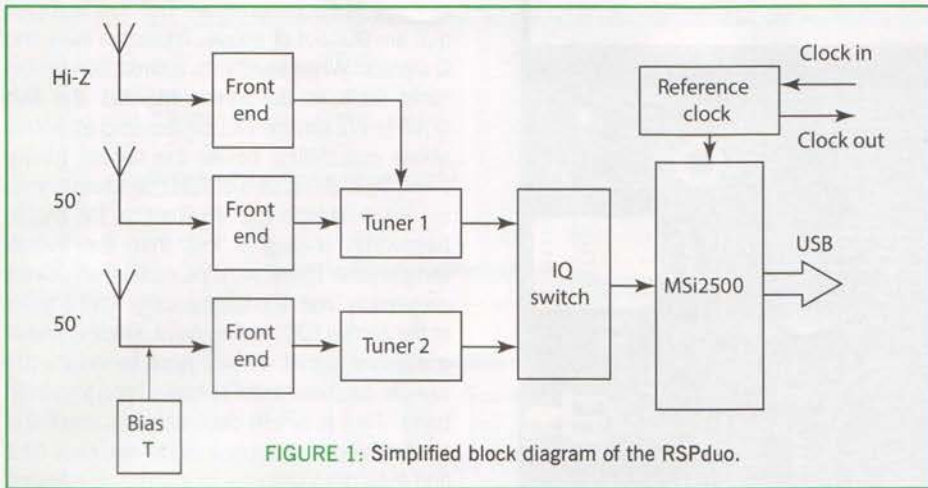 Hi-Z
Front
end
50`
Front
end
Tuner 1
50`
Front
end
Tuner 2
Bias
T
IQ
switch
Reference
clock
Clock in
Clock out
MSi2500
USB
FIGURE 1: Simplified block diagram of the RSPduo.